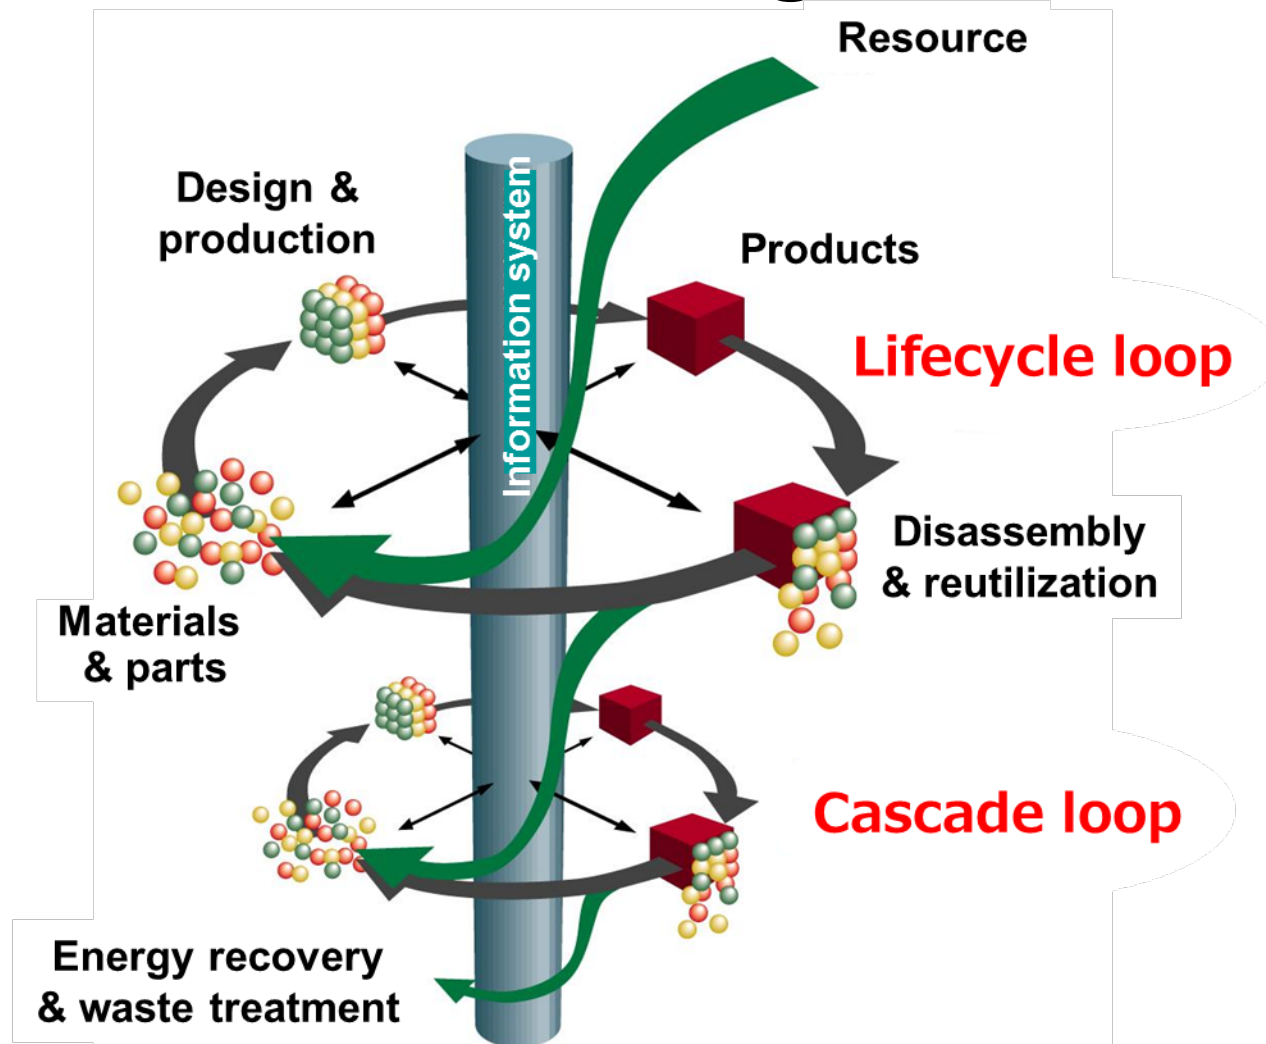 Resource
Design &
production
Information system
Products
Lifecycle loop
Disassembly
& reutilization
Materials
& parts
Cascade loop
Energy recovery
& waste treatment